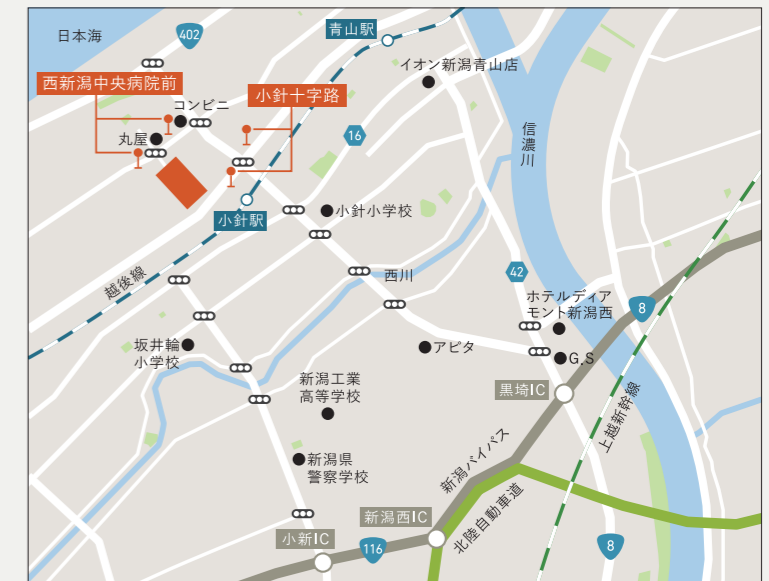 日本海
402
青山駅
イオン新潟青山店
西新潟中央病院前
コンビニ
小針十字路
丸屋
16
信濃川
小針駅
小針小学校
越後線
西川
42
ホテルディア
モント新潟西
8
坂井輪
小学校
アピタ
G.S
新潟工業
高等学校
黒埼IC
上越新幹線
新潟バイパス
新潟県
警察学校
北陸自動車道
新潟西IC
小新IC
116
8